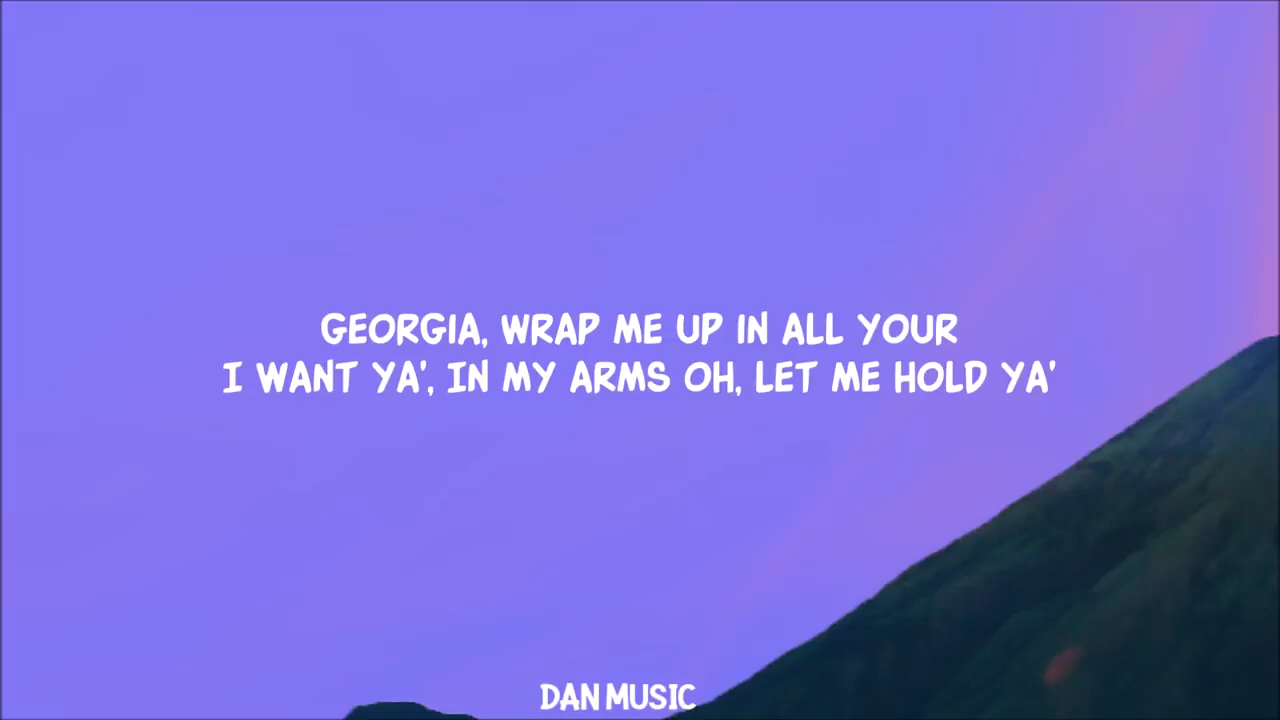 GEORGIA, WRAP ME UP IN ALL YOUR
I WANT YA', IN MY ARMS OH, LET ME HOLD YA'
DAN MUSIC